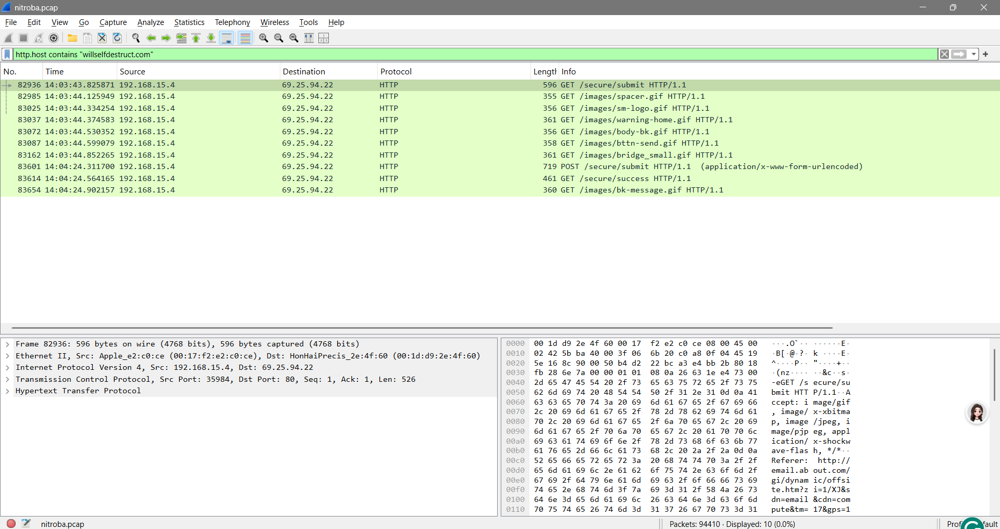 nitroba.pcap
File Edit View Go Capture Analyze Statistics Telephony Wireless Tools Help
http.host contains "willselfdestruct.com"
No. Time Source Destination Protocol Length Info
82936 14:03:43.825871 192.168.15.4 69.25.94.22 HTTP 596 GET /secure/submit HTTP/1.1
82985 14:03:44.125949 192.168.15.4 69.25.94.22 HTTP 355 GET /images/spacer.gif HTTP/1.1
83025 14:03:44.334254 192.168.15.4 69.25.94.22 HTTP 356 GET /images/sm-logo.gif HTTP/1.1
83037 14:03:44.374583 192.168.15.4 69.25.94.22 HTTP 361 GET /images/warning-home.gif HTTP/1.1
83072 14:03:44.530352 192.168.15.4 69.25.94.22 HTTP 356 GET /images/body-bk.gif HTTP/1.1
83087 14:03:44.599079 192.168.15.4 69.25.94.22 HTTP 358 GET /images/bttn-send.gif HTTP/1.1
83162 14:03:44.852265 192.168.15.4 69.25.94.22 HTTP 361 GET /images/bridge_small.gif HTTP/1.1
83601 14:04:24.311700 192.168.15.4 69.25.94.22 HTTP 719 POST /secure/submit HTTP/1.1 (application/x-www-form-urlencoded)
83614 14:04:24.564165 192.168.15.4 69.25.94.22 HTTP 461 GET /secure/success HTTP/1.1
83654 14:04:24.902157 192.168.15.4 69.25.94.22 HTTP 360 GET /images/bk-message.gif HTTP/1.1
Frame 82936: 596 bytes on wire (4768 bits), 596 bytes captured (4768 bits)
Ethernet II, Src: Apple_e2:c0:ce (00:17:f2:e2:c0:ce), Dst: HonHaiPrecis_2e:4f:60 (00:1d:d9:2e:4f:60)
Internet Protocol Version 4, Src: 192.168.15.4, Dst: 69.25.94.22
Transmission Control Protocol, Src Port: 35984, Dst Port: 80, Seq: 1, Ack: 1, Len: 526
Hypertext Transfer Protocol
0000 00 1d d9 2e 4f 60 00 17 f2 e2 c0 ce 08 00 45 00 ···.O`·· ······E·
0010 02 42 5b ba 40 00 3f 06 6b 20 c0 a8 0f 04 45 19 ·B[·@·?· k ····E·
0020 5e 16 8c 90 00 50 b4 d2 22 bc a3 e4 bb 2b 80 18 ^····P·· "····+··
0030 fb 28 6e 7a 00 00 01 01 08 0a 26 63 1e e4 73 00 ·(nz···· ··&c··s·
0040 2d 65 47 45 54 20 2f 73 65 63 75 72 65 2f 73 75 -eGET /s ecure/su
0050 62 6d 69 74 20 48 54 54 50 2f 31 2e 31 0d 0a 41 bmit HTT P/1.1··A
0060 63 63 65 70 74 3a 20 69 6d 61 67 65 2f 67 69 66 ccept: i mage/gif
0070 2c 20 69 6d 61 67 65 2f 78 2d 78 62 69 74 6d 61 , image/ x-xbitma
0080 70 2c 20 69 6d 61 67 65 2f 6a 70 65 67 2c 20 69 p, image /jpeg, i
0090 6d 61 67 65 2f 70 6a 70 65 67 2c 20 61 70 70 6c mage/pjp eg, appl
00a0 69 63 61 74 69 6f 6e 2f 78 2d 73 68 6f 63 6b 77 ication/ x-shockw
00b0 61 76 65 2d 66 6c 61 73 68 2c 20 2a 2f 2a 0d 0a ave-flas h, */*··
00c0 52 65 66 65 72 65 72 3a 20 68 74 74 70 3a 2f 2f Referer: http://
00d0 65 6d 61 69 6c 2e 61 62 6f 75 74 2e 63 6f 6d 2f email.ab out.com/
00e0 67 69 2f 64 79 6e 61 6d 69 63 2f 6f 66 66 73 69 gi/dynam ic/offsi
00f0 74 65 2e 68 74 6d 3f 7a 69 3d 31 2f 58 4a 26 73 te.htm?z i=1/XJ&s
0100 64 6e 3d 65 6d 61 69 6c 26 63 64 6e 3d 63 6f 6d dn=email &cdn=com
0110 70 75 74 65 26 74 6d 3d 31 37 26 67 70 73 3d 31 pute&tm= 17&gps=1
nitroba.pcap Packets: 94410 · Displayed: 10 (0.0%)